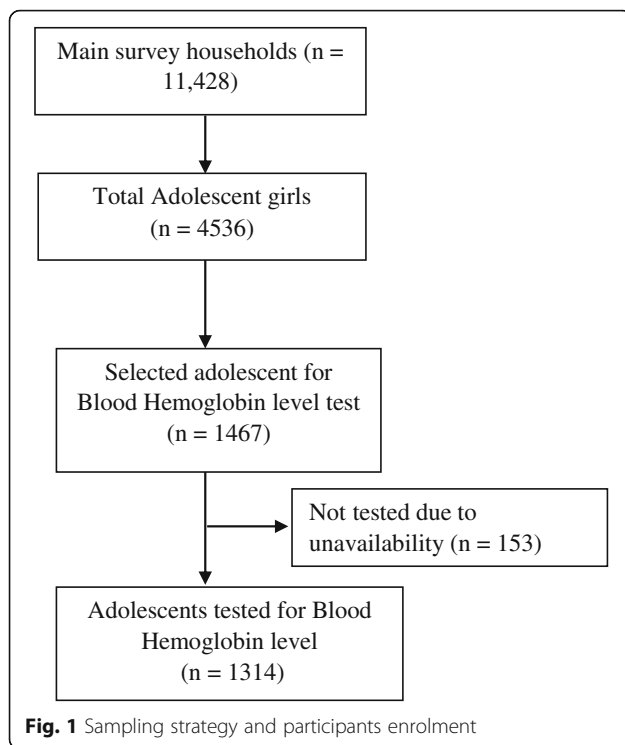 Main survey households (n =
11,428)
Total Adolescent girls
(n = 4536)
Selected adolescent for
Blood Hemoglobin level test
(n = 1467)
Not tested due to
unavailability (n = 153)
Adolescents tested for Blood
Hemoglobin level
(n = 1314)
Fig. 1 Sampling strategy and participants enrolment